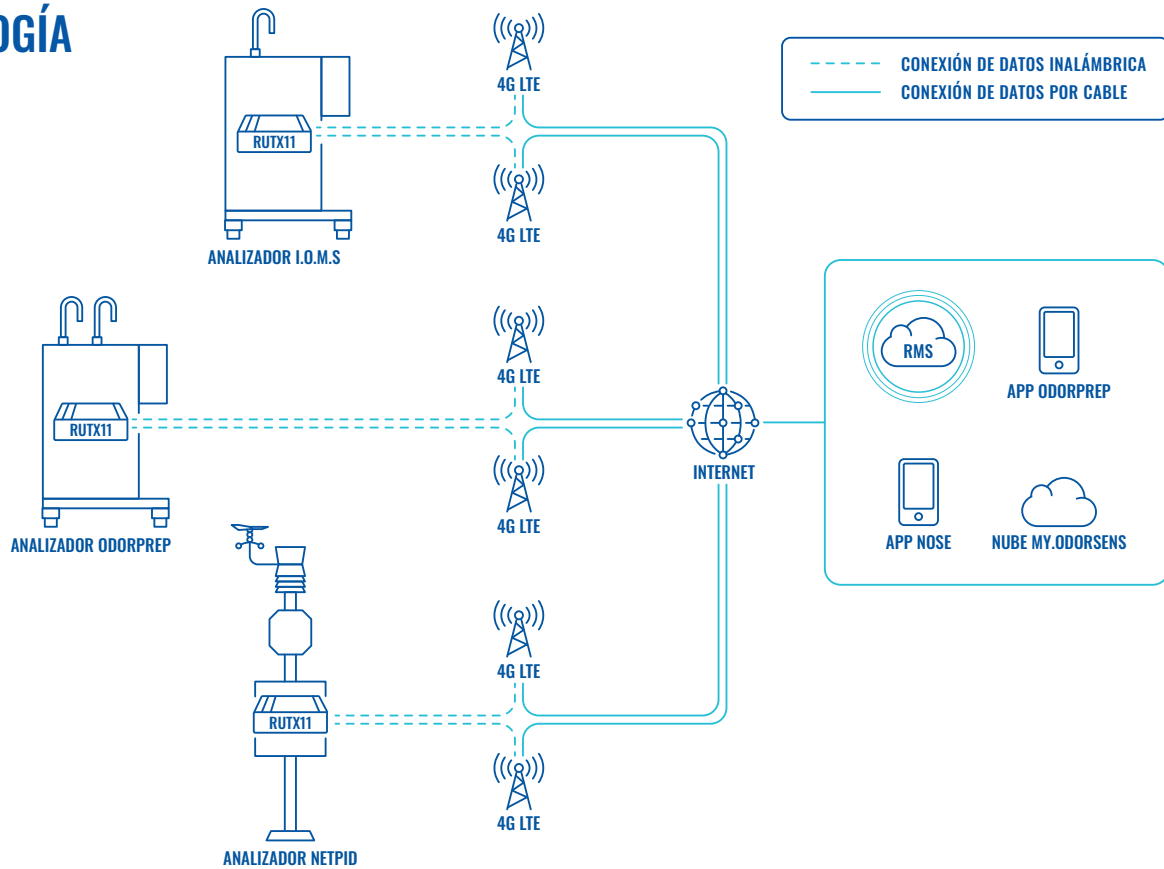 OGÍA
CONEXIÓN DE DATOS INALÁMBRICA
CONEXIÓN DE DATOS POR CABLE
4G LTE
RUTX11
4G LTE
ANALIZADOR I.O.M.S
4G LTE
RUTX11
4G LTE
ANALIZADOR ODORPREP
INTERNET
RMS
APP ODORPREP
APP NOSE
NUBE MY.ODORSENS
4G LTE
RUTX11
4G LTE
ANALIZADOR NETPID